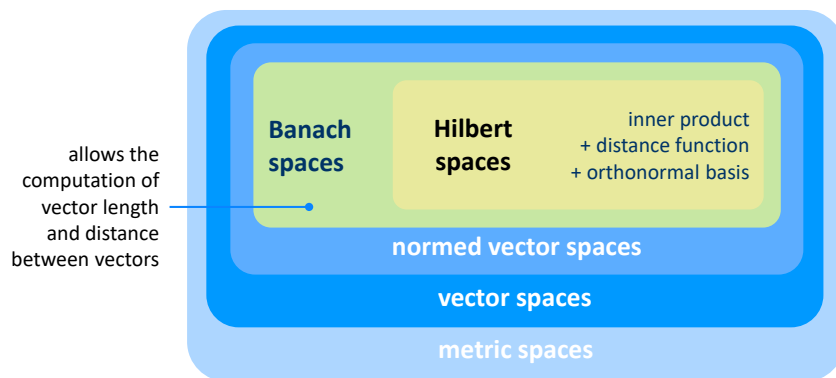 allows the
computation of
vector length
and distance
between vectors
Banach
spaces
Hilbert
spaces
inner product
+ distance function
+ orthonormal basis
normed vector spaces
vector spaces
metric spaces